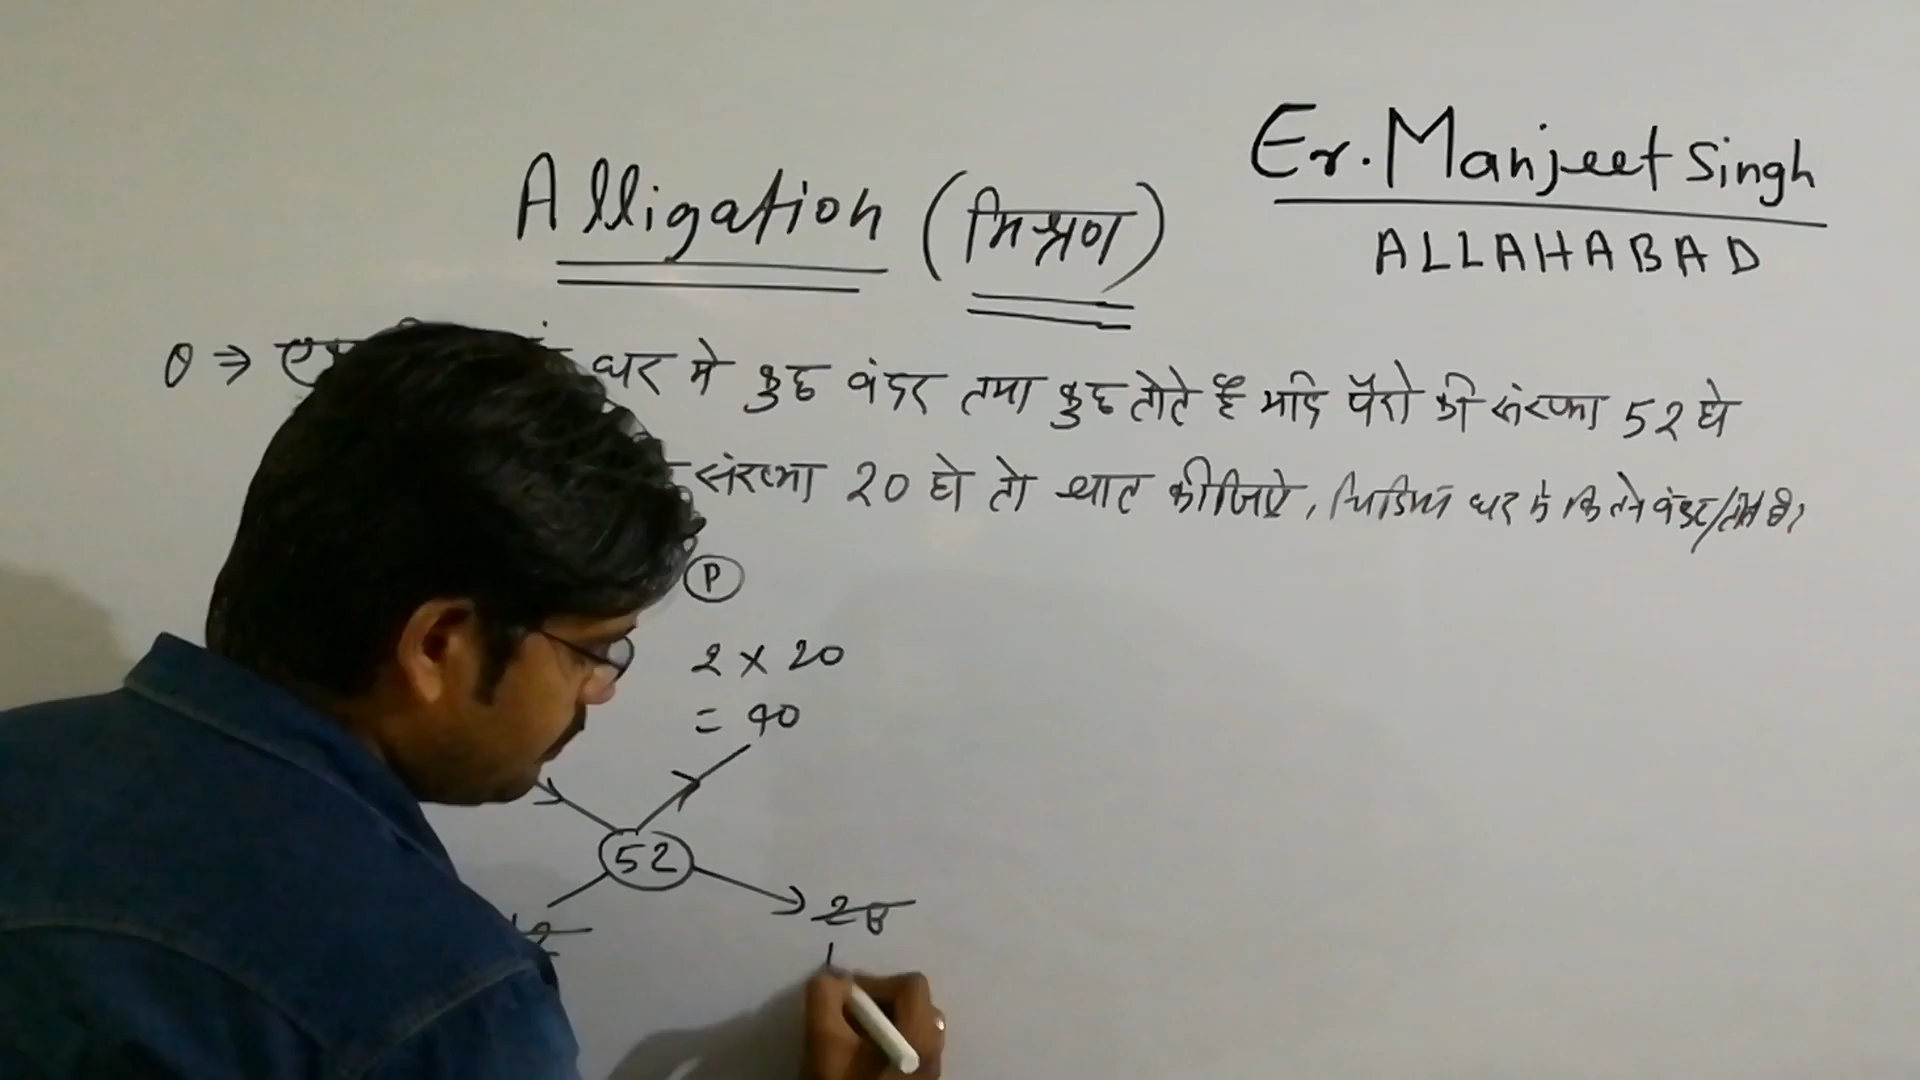 Er. Manjeet Singh
ALLAHABAD
Alligation (मिश्रण)
Q ⇒ घर मे कुछ बंदर तथा कुछ तोते है यदि पैरो की संख्या 52 हो
संख्या 20 हो तो ज्ञात कीजिए, चिडिया घर मे कितने बंदर/तोते है?
P
2 × 20
= 40
52
28